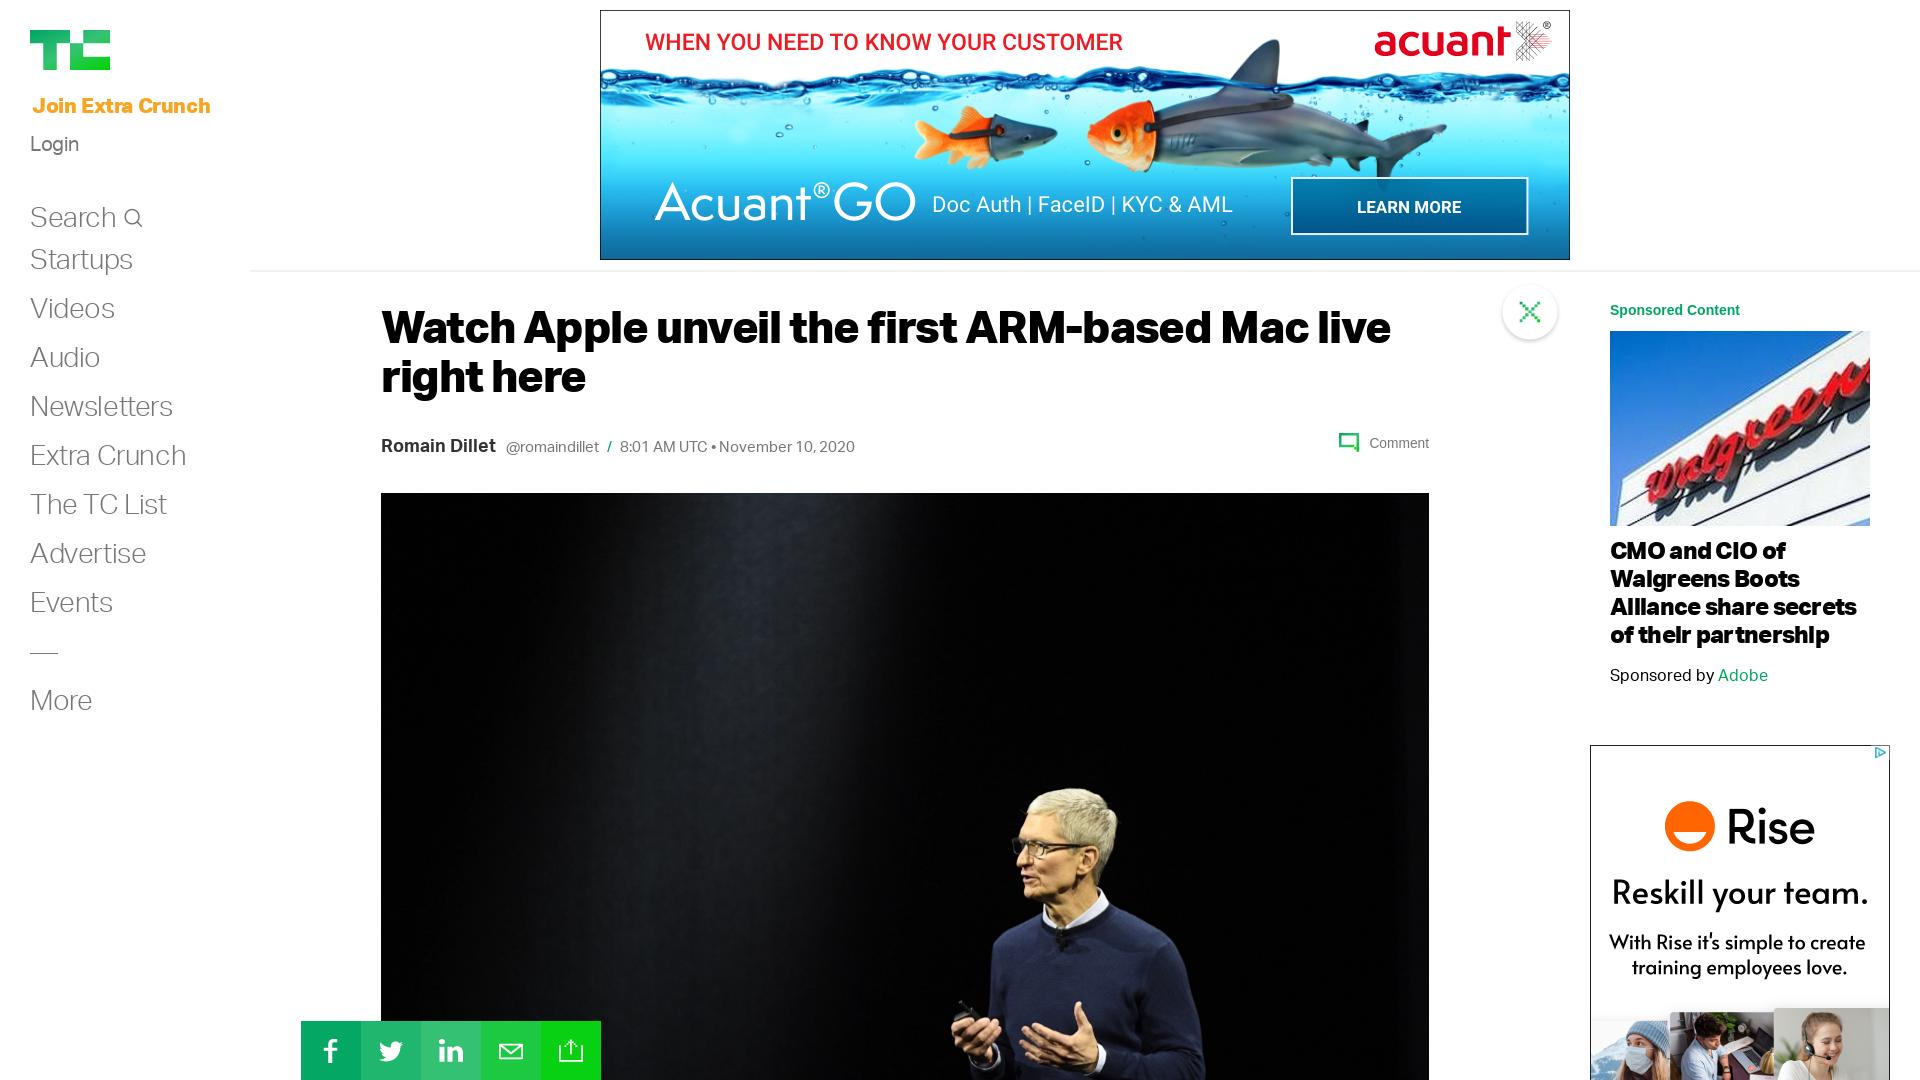 TC
Join Extra Crunch
Login
Search
Startups
Videos
Audio
Newsletters
Extra Crunch
The TC List
Advertise
Events
More
WHEN YOU NEED TO KNOW YOUR CUSTOMER
acuant®
Acuant®GO
Doc Auth | FaceID | KYC & AML
LEARN MORE
Watch Apple unveil the first ARM-based Mac live
right here
Romain Dillet @romaindillet / 8:01 AM UTC • November 10, 2020
Comment
Sponsored Content
Walgreens
CMO and CIO of
Walgreens Boots
Alliance share secrets
of their partnership
Sponsored by Adobe
Rise
Reskill your team.
With Rise it's simple to create
training employees love.